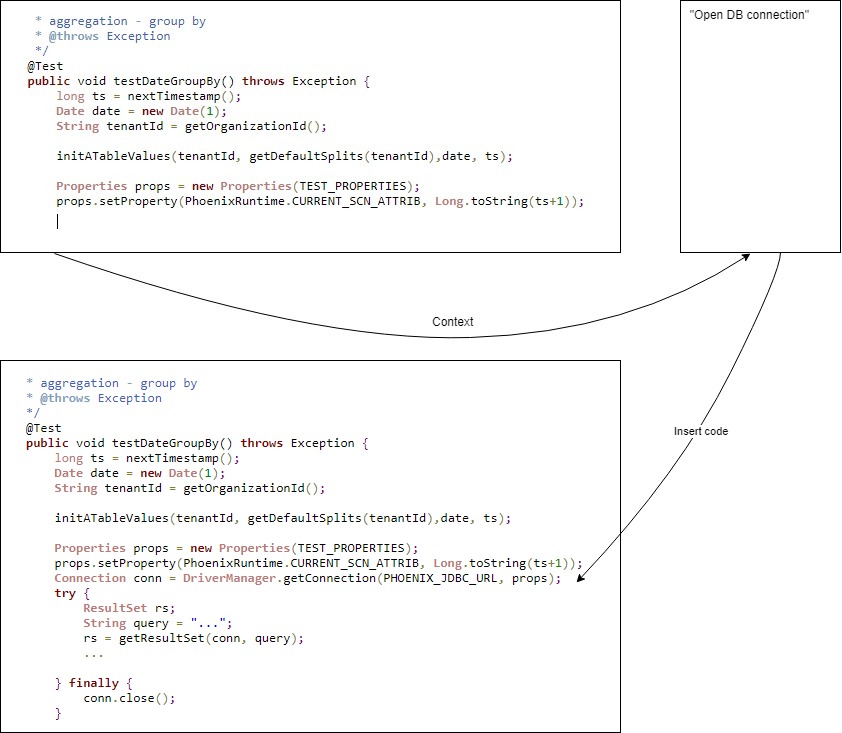 * aggregation - group by
* @throws Exception
*/
@Test
public void testDateGroupBy() throws Exception {
long ts = nextTimestamp();
Date date = new Date(1);
String tenantId = getOrganizationId();
initATableValues(tenantId, getDefaultSplits(tenantId),date, ts);
Properties props = new Properties(TEST_PROPERTIES);
props.setProperty(PhoenixRuntime.CURRENT_SCN_ATTRIB, Long.toString(ts+1));
"Open DB connection"
Context
Insert code
* aggregation - group by
* @throws Exception
*/
@Test
public void testDateGroupBy() throws Exception {
long ts = nextTimestamp();
Date date = new Date(1);
String tenantId = getOrganizationId();
initATableValues(tenantId, getDefaultSplits(tenantId),date, ts);
Properties props = new Properties(TEST_PROPERTIES);
props.setProperty(PhoenixRuntime.CURRENT_SCN_ATTRIB, Long.toString(ts+1));
Connection conn = DriverManager.getConnection(PHOENIX_JDBC_URL, props);
try {
ResultSet rs;
String query = "...";
rs = getResultSet(conn, query);
...
} finally {
conn.close();
}